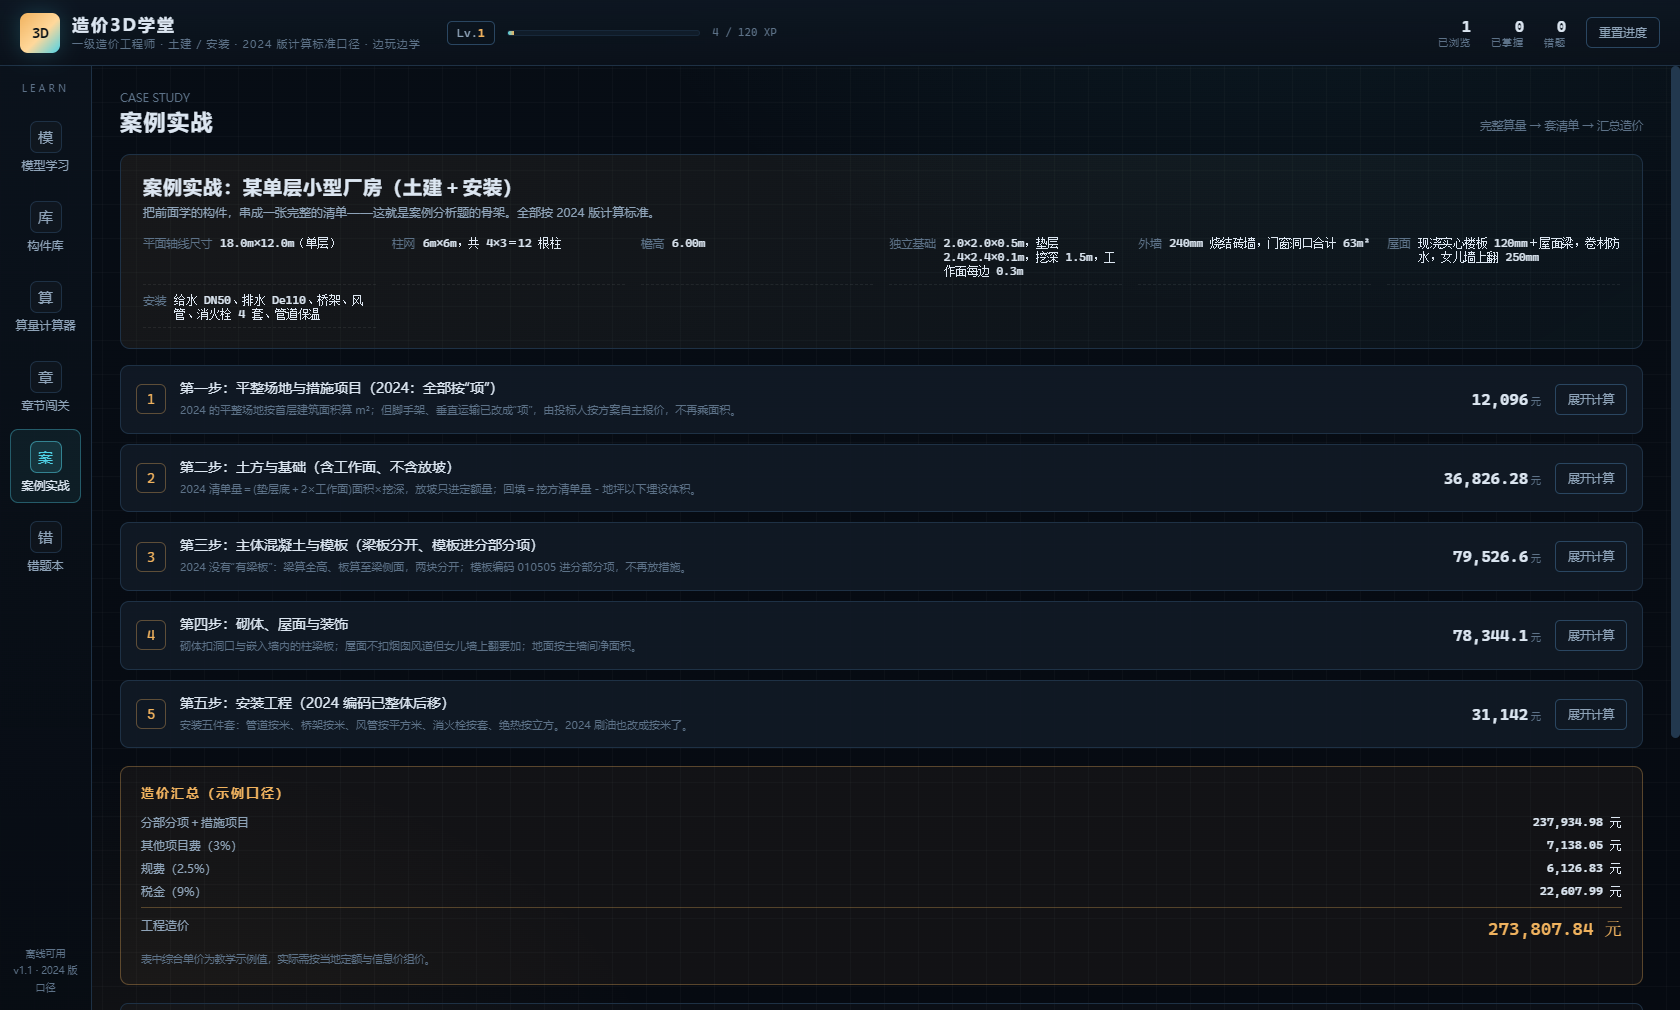 3D
造价3D学堂
一级造价工程师 · 土建 / 安装 · 2024 版计算标准口径 · 边玩边学
Lv.1
4 / 120 XP
1
已浏览
0
已掌握
0
错题
重置进度
LEARN
模
模型学习
库
构件库
算
算量计算器
章
章节闯关
案
案例实战
错
错题本
离线可用
v1.1 · 2024 版
口径
CASE STUDY
案例实战
完整算量 → 套清单 → 汇总造价
案例实战：某单层小型厂房（土建＋安装）
把前面学的构件，串成一张完整的清单——这就是案例分析题的骨架。全部按 2024 版计算标准。
平面轴线尺寸 18.0m×12.0m（单层）
柱网 6m×6m，共 4×3＝12 根柱
檐高 6.00m
独立基础 2.0×2.0×0.5m，垫层
2.4×2.4×0.1m，挖深 1.5m，工
作面每边 0.3m
外墙 240mm 烧结砖墙，门窗洞口合计 63m²
屋面 现浇实心楼板 120mm＋屋面梁，卷材防
水，女儿墙上翻 250mm
安装 给水 DN50、排水 De110、桥架、风
管、消火栓 4 套、管道保温
1
第一步：平整场地与措施项目（2024：全部按“项”）
2024 的平整场地按首层建筑面积算 m²；但脚手架、垂直运输已改成“项”，由投标人按方案自主报价，不再乘面积。
12,096 元
展开计算
2
第二步：土方与基础（含工作面、不含放坡）
2024 清单量＝(垫层底＋2×工作面)面积×挖深，放坡只进定额量；回填＝挖方清单量－地坪以下埋设体积。
36,826.28 元
展开计算
3
第三步：主体混凝土与模板（梁板分开、模板进分部分项）
2024 没有“有梁板”：梁算全高、板算至梁侧面，两块分开；模板编码 010505 进分部分项，不再放措施。
79,526.6 元
展开计算
4
第四步：砌体、屋面与装饰
砌体扣洞口与嵌入墙内的柱梁板；屋面不扣烟囱风道但女儿墙上翻要加；地面按主墙间净面积。
78,344.1 元
展开计算
5
第五步：安装工程（2024 编码已整体后移）
安装五件套：管道按米、桥架按米、风管按平方米、消火栓按套、绝热按立方。2024 刷油也改成按米了。
31,142 元
展开计算
造价汇总（示例口径）
分部分项＋措施项目
237,934.98 元
其他项目费（3%）
7,138.05 元
规费（2.5%）
6,126.83 元
税金（9%）
22,607.99 元
工程造价
273,807.84 元
表中综合单价为教学示例值，实际需按当地定额与信息价组价。